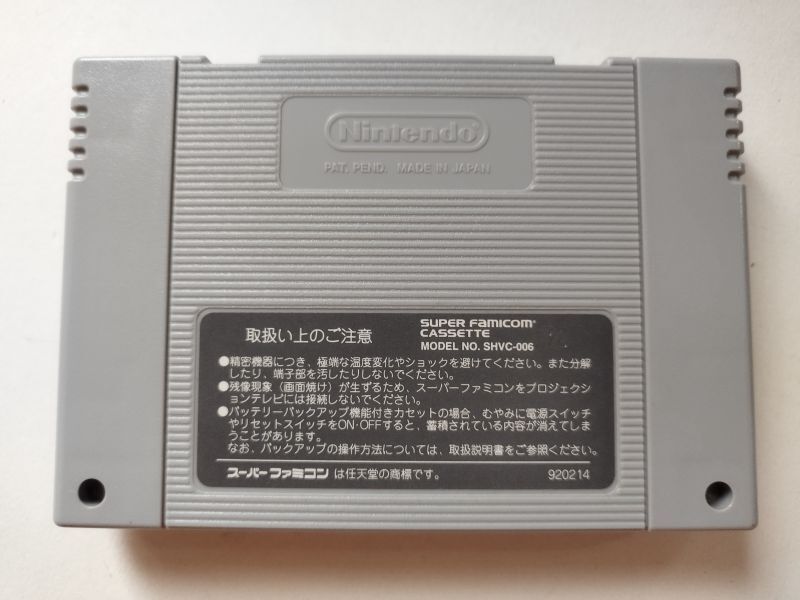 Nintendo
PAT. PEND. MADE IN JAPAN
取扱い上のご注意
SUPER FAMICOM
CASSETTE
MODEL NO. SHVC-006
●精密機器につき、極端な温度変化やショックを避けてください。また分解
したり、端子部を汚したりしないでください。
●残像現象（画面焼け）が生ずるため、スーパーファミコンをプロジェクシ
ョンテレビには接続しないでください。
●バッテリーバックアップ機能付きカセットの場合、むやみに電源スイッチ
やリセットスイッチをON・OFFすると、蓄積されている内容が消えてしま
うことがあります。
なお、バックアップの操作方法については、取扱説明書をご参照ください。
スーパーファミコン は任天堂の商標です。
920214